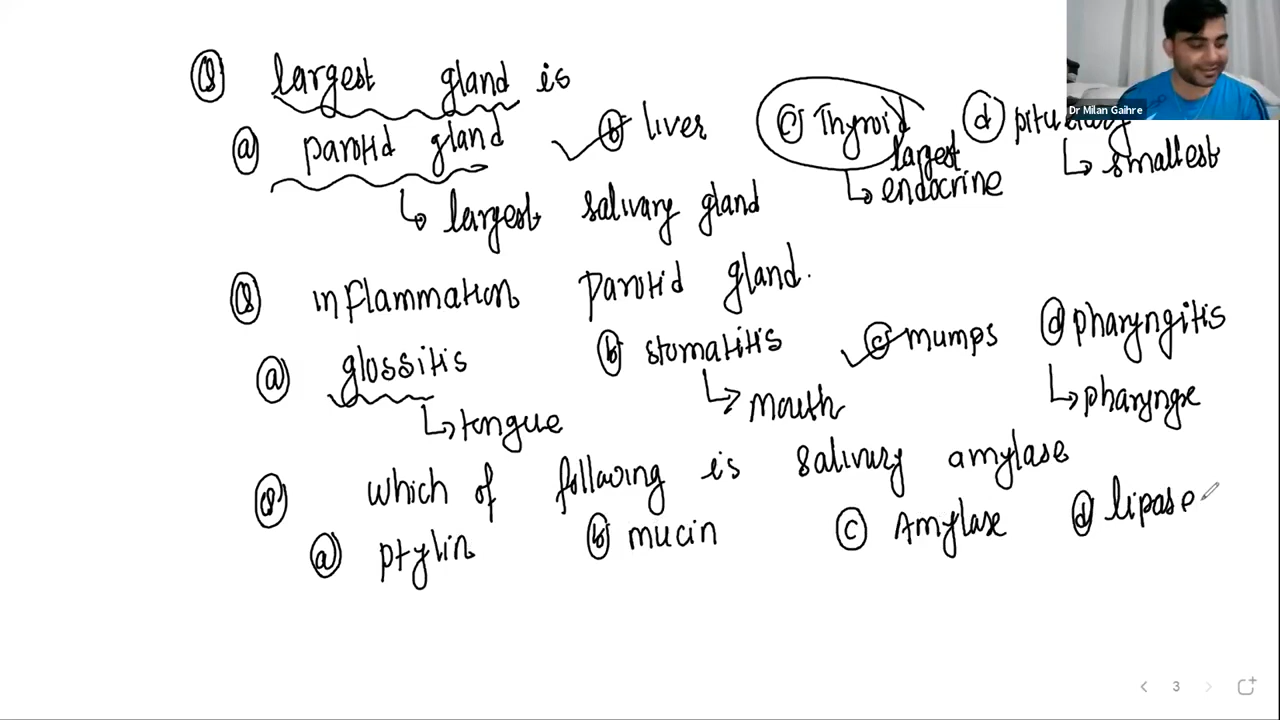 Q largest gland is
a parotid gland b liver c Thyroid d pituitary
largest
↳ endocrine ↳ smallest
↳ largest salivary gland
Q inflammation parotid gland.
a glossitis b stomatitis c mumps d pharyngitis
↳ tongue ↳ mouth ↳ pharynge
Q which of following is salivary amylase
a ptylin b mucin c Amylase d lipase
Dr Milan Gaihre
3